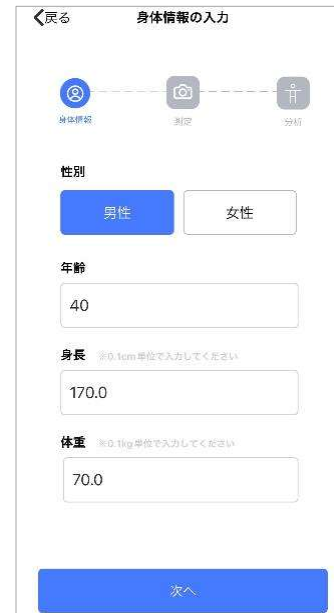 戻る
身体情報の入力
身体情報
測定
分析
性別
男性
女性
年齢
40
身長 ※0.1cm単位で入力してください
170.0
体重 ※0.1kg単位で入力してください
70.0
次へ